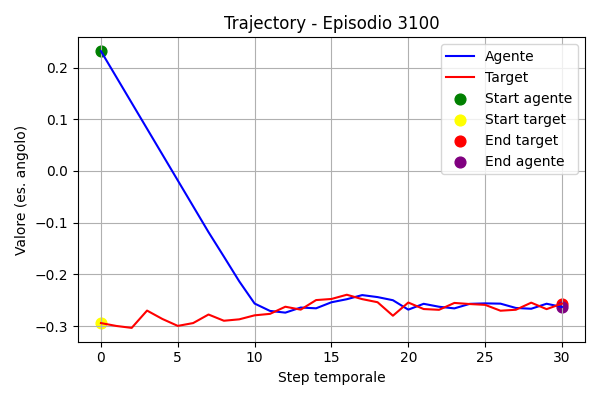 Trajectory - Episodio 3100
Valore (es. angolo)
0.2
0.1
0.0
−0.1
−0.2
−0.3
Agente
Target
Start agente
Start target
End target
End agente
0 5 10 15 20 25 30
Step temporale